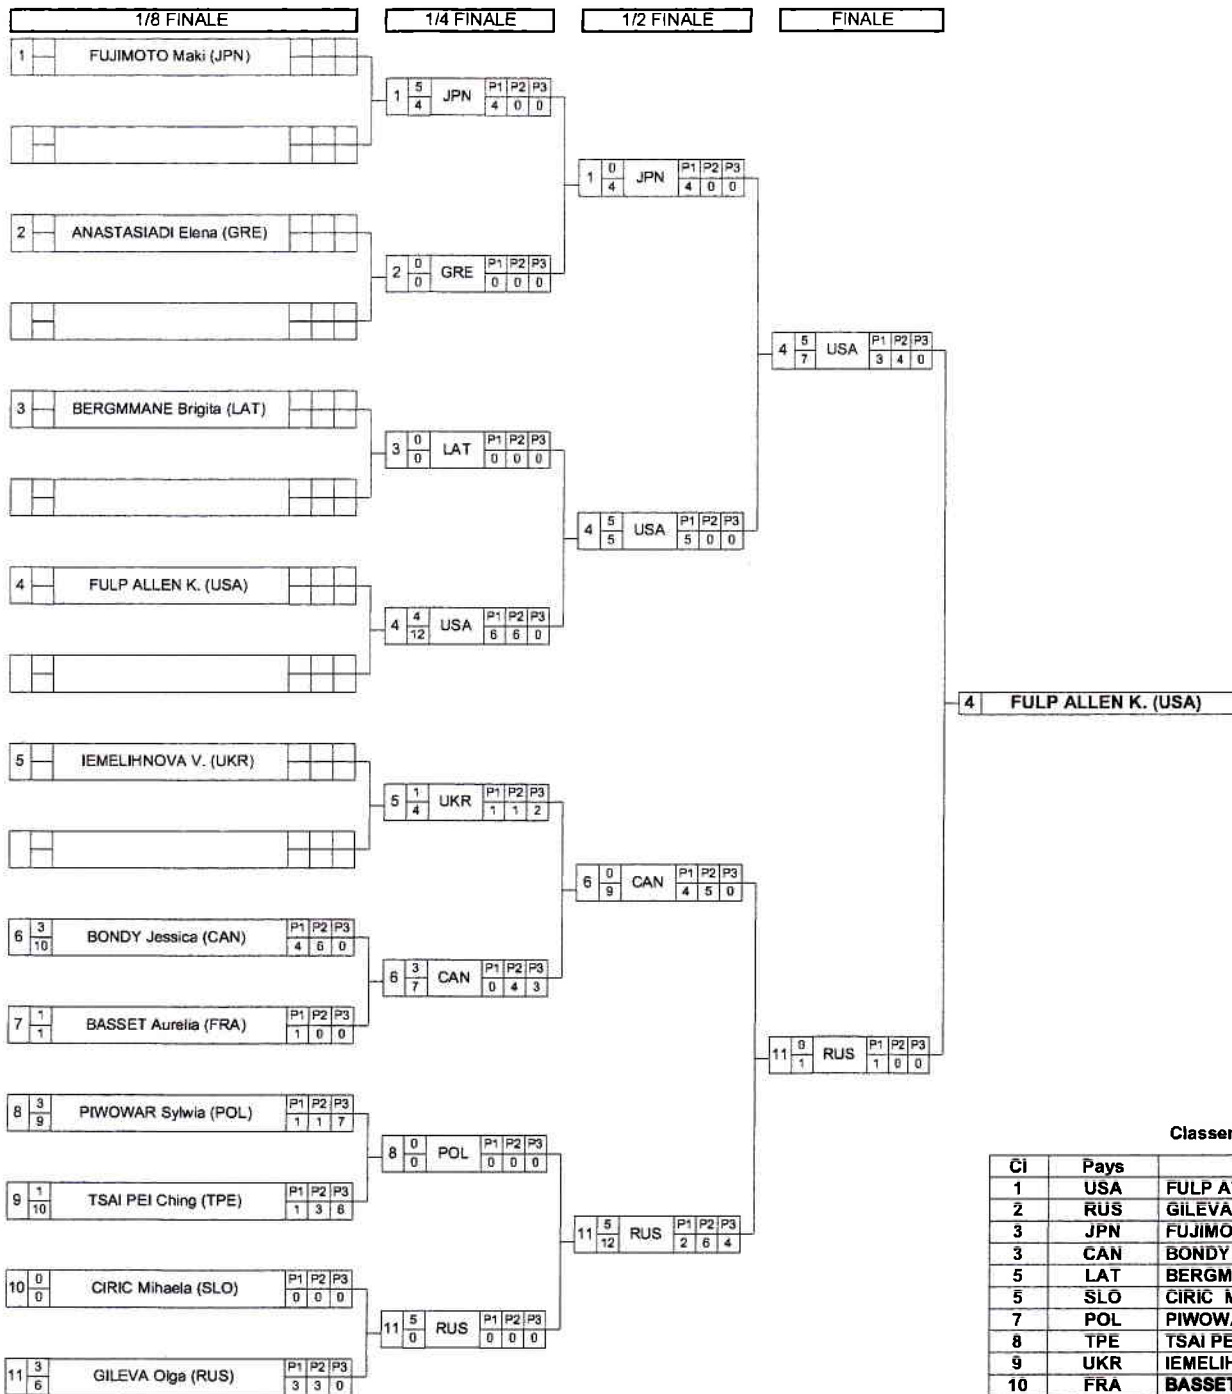 1/8 FINALE 1/4 FINALE 1/2 FINALE FINALE
1 FUJIMOTO Maki (JPN)
1 5 4 JPN P1 P2 P3 4 0 0
1 0 4 JPN P1 P2 P3 4 0 0
2 ANASTASIADI Elena (GRE)
2 0 0 GRE P1 P2 P3 0 0 0
4 5 7 USA P1 P2 P3 3 4 0
3 BERGMMANE Brigita (LAT)
3 0 0 LAT P1 P2 P3 0 0 0
4 5 5 USA P1 P2 P3 5 0 0
4 FULP ALLEN K. (USA)
4 4 12 USA P1 P2 P3 6 6 0
4 FULP ALLEN K. (USA)
5 IEMELIHNOVA V. (UKR)
5 1 4 UKR P1 P2 P3 1 1 2
6 0 9 CAN P1 P2 P3 4 5 0
6 3 10 BONDY Jessica (CAN) P1 P2 P3 4 6 0
6 3 7 CAN P1 P2 P3 0 4 3
7 1 1 BASSET Aurelia (FRA) P1 P2 P3 1 0 0
11 0 1 RUS P1 P2 P3 1 0 0
8 3 9 PIWOWAR Sylwia (POL) P1 P2 P3 1 1 7
8 0 0 POL P1 P2 P3 0 0 0
9 1 10 TSAI PEI Ching (TPE) P1 P2 P3 1 3 6
11 5 12 RUS P1 P2 P3 2 6 4
10 0 0 CIRIC Mihaela (SLO) P1 P2 P3 0 0 0
11 5 0 RUS P1 P2 P3 0 0 0
11 3 6 GILEVA Olga (RUS) P1 P2 P3 3 3 0
Classer
Cl Pays
1 USA FULP A
2 RUS GILEVA
3 JPN FUJIMO
3 CAN BONDY
5 LAT BERGM
5 SLO CIRIC M
7 POL PIWOW
8 TPE TSAI PE
9 UKR IEMELIH
10 FRA BASSET